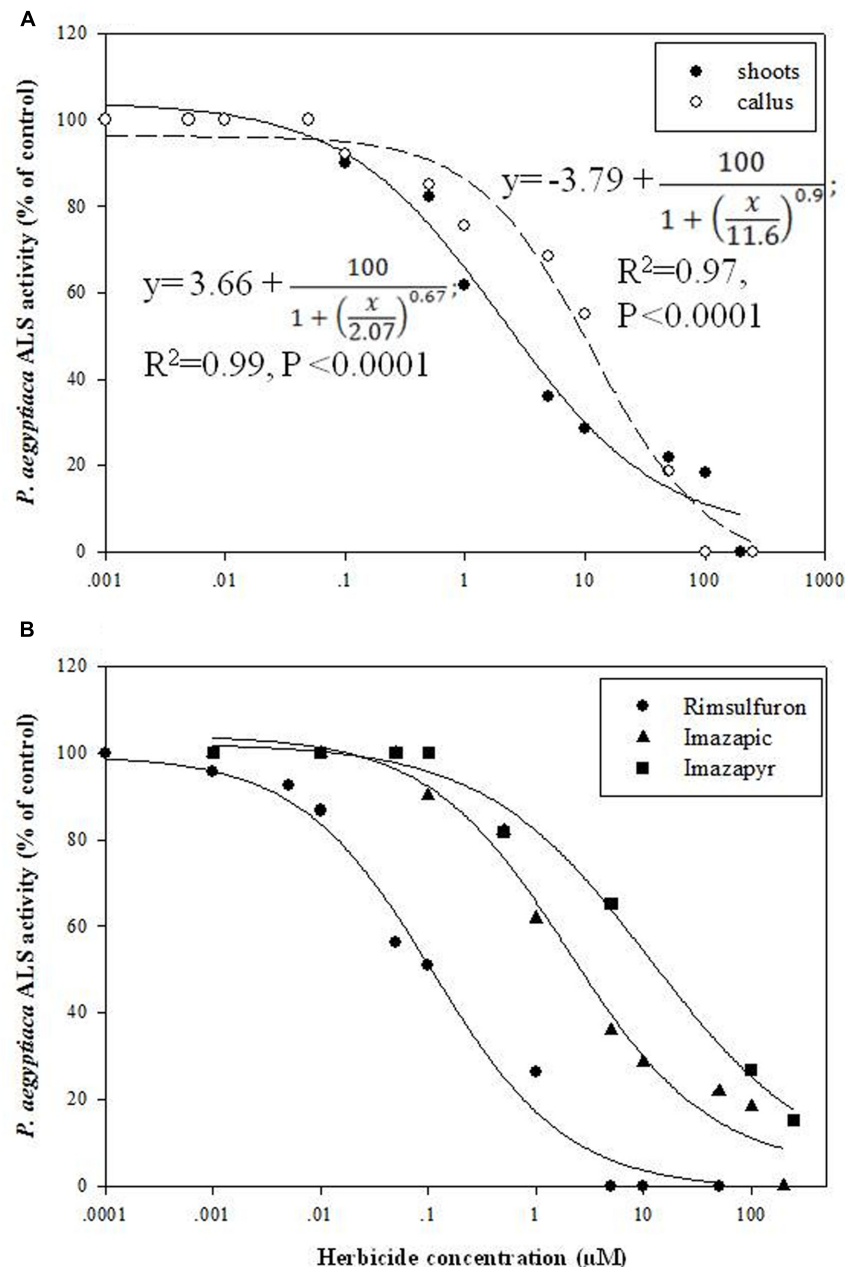 A
120
100
80
60
40
20
0
P. aegyptiaca ALS activity (% of control)
shoots
callus
y= -3.79 + 100 / 1 + (x / 11.6)^0.9 ;
R²=0.97,
P<0.0001
y= 3.66 + 100 / 1 + (x / 2.07)^0.67 ;
R²=0.99, P <0.0001
.001 .01 .1 1 10 100 1000
B
120
100
80
60
40
20
0
P. aegyptiaca ALS activity (% of control)
Rimsulfuron
Imazapic
Imazapyr
.0001 .001 .01 .1 1 10 100
Herbicide concentration (µM)